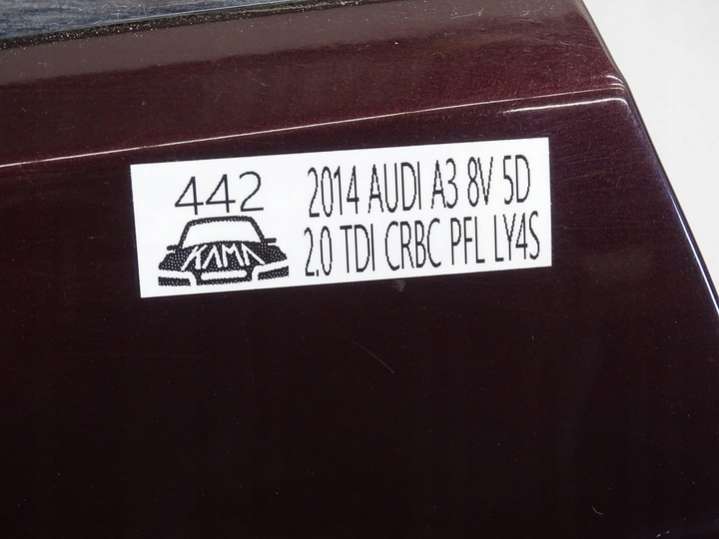 442
KAMA
2014 AUDI A3 8V 5D
2.0 TDI CRBC PFL LY4S